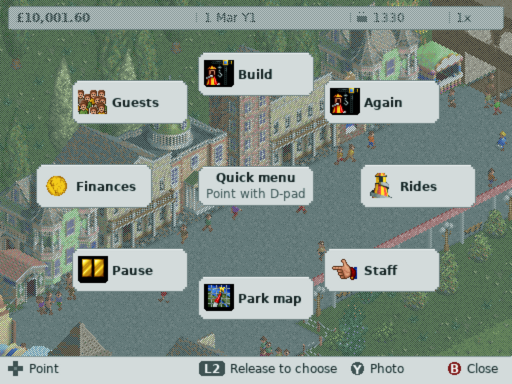 £10,001.60
1 Mar Y1
1330
1x
Build
Guests
Again
Finances
Quick menu
Point with D-pad
Rides
Pause
Staff
Park map
Point
L2 Release to choose
Y Photo
B Close